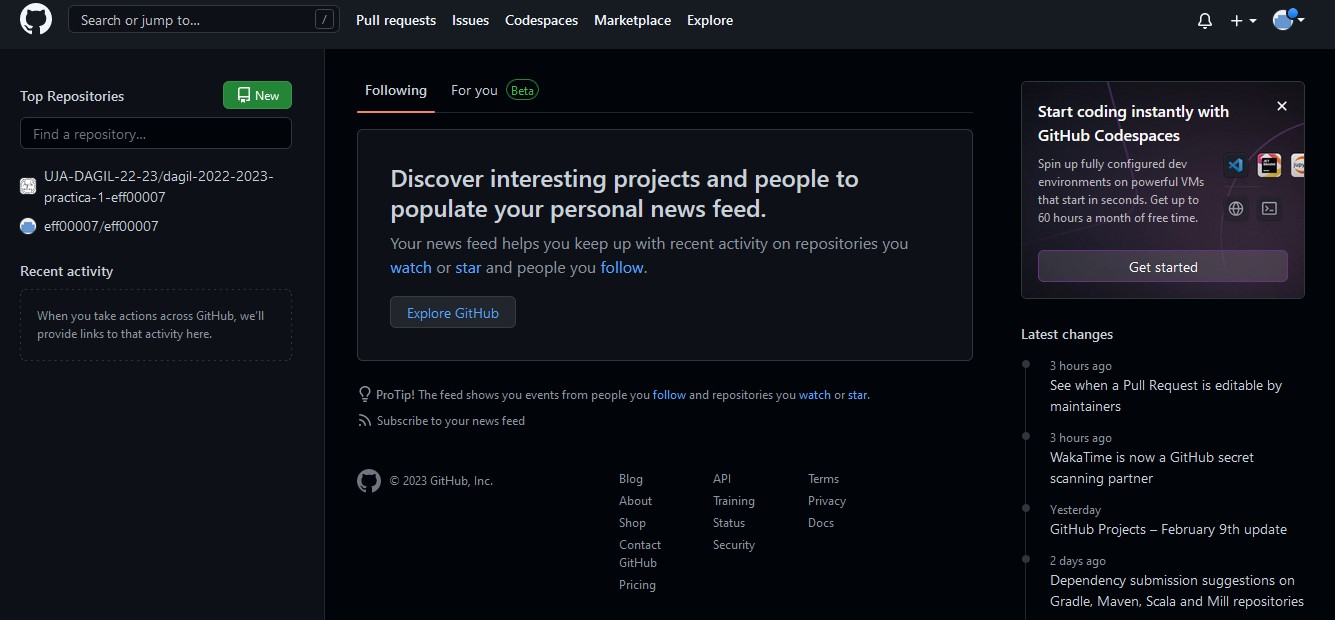 Search or jump to...
/
Pull requests
Issues
Codespaces
Marketplace
Explore
Top Repositories
New
Find a repository...
UJA-DAGIL-22-23/dagil-2022-2023-
practica-1-eff00007
eff00007/eff00007
Recent activity
When you take actions across GitHub, we'll
provide links to that activity here.
Following
For you
Beta
Discover interesting projects and people to
populate your personal news feed.
Your news feed helps you keep up with recent activity on repositories you
watch or star and people you follow.
Explore GitHub
ProTip! The feed shows you events from people you follow and repositories you watch or star.
Subscribe to your news feed
© 2023 GitHub, Inc.
Blog
About
Shop
Contact
GitHub
Pricing
API
Training
Status
Security
Terms
Privacy
Docs
Start coding instantly with
GitHub Codespaces
Spin up fully configured dev
environments on powerful VMs
that start in seconds. Get up to
60 hours a month of free time.
Get started
Latest changes
3 hours ago
See when a Pull Request is editable by
maintainers
3 hours ago
WakaTime is now a GitHub secret
scanning partner
Yesterday
GitHub Projects – February 9th update
2 days ago
Dependency submission suggestions on
Gradle, Maven, Scala and Mill repositories